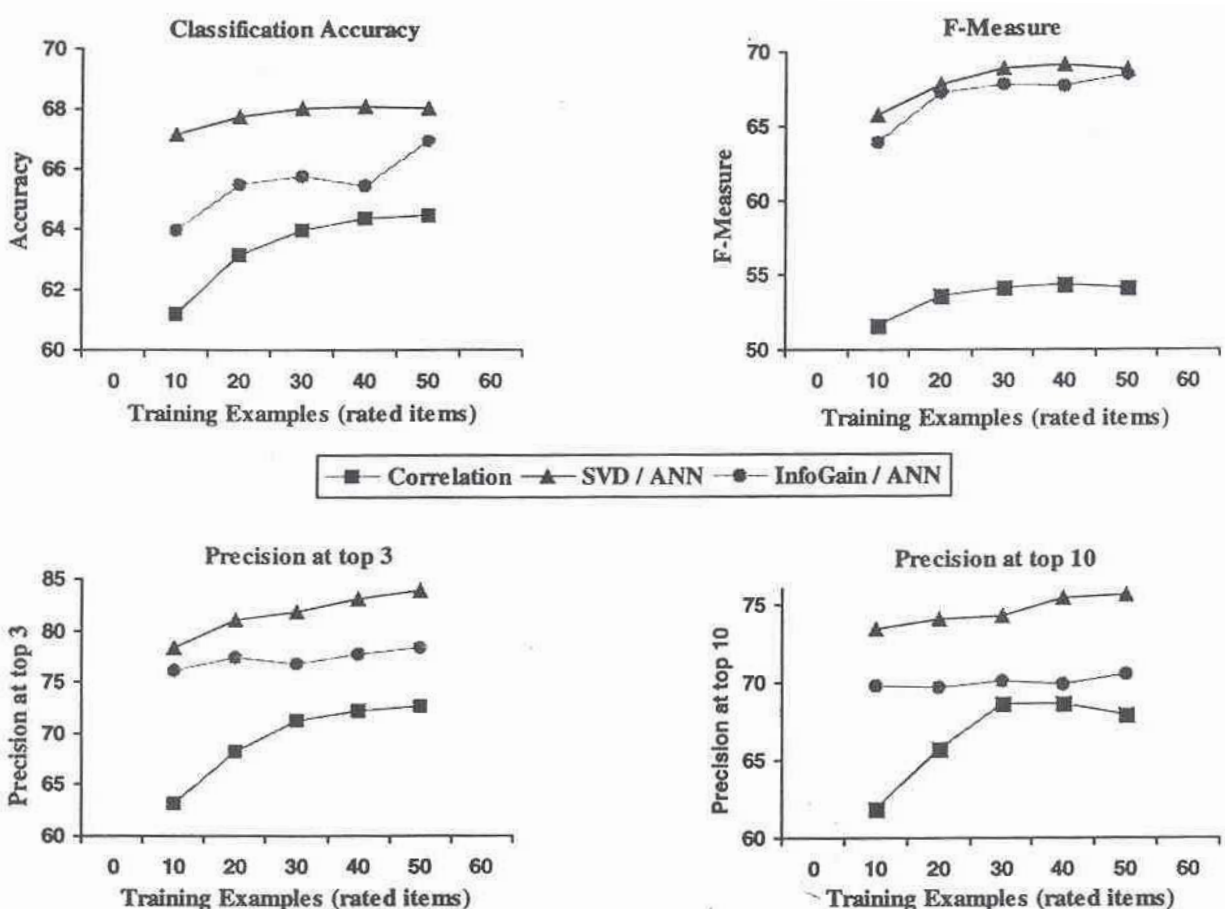 Classification Accuracy
70
68
66
64
62
60
Accuracy
0 10 20 30 40 50 60
Training Examples (rated items)
F-Measure
70
65
60
55
50
F-Measure
0 10 20 30 40 50 60
Training Examples (rated items)
Correlation SVD / ANN InfoGain / ANN
Precision at top 3
85
80
75
70
65
60
Precision at top 3
0 10 20 30 40 50 60
Training Examples (rated items)
Precision at top 10
75
70
65
60
Precision at top 10
0 10 20 30 40 50 60
Training Examples (rated items)